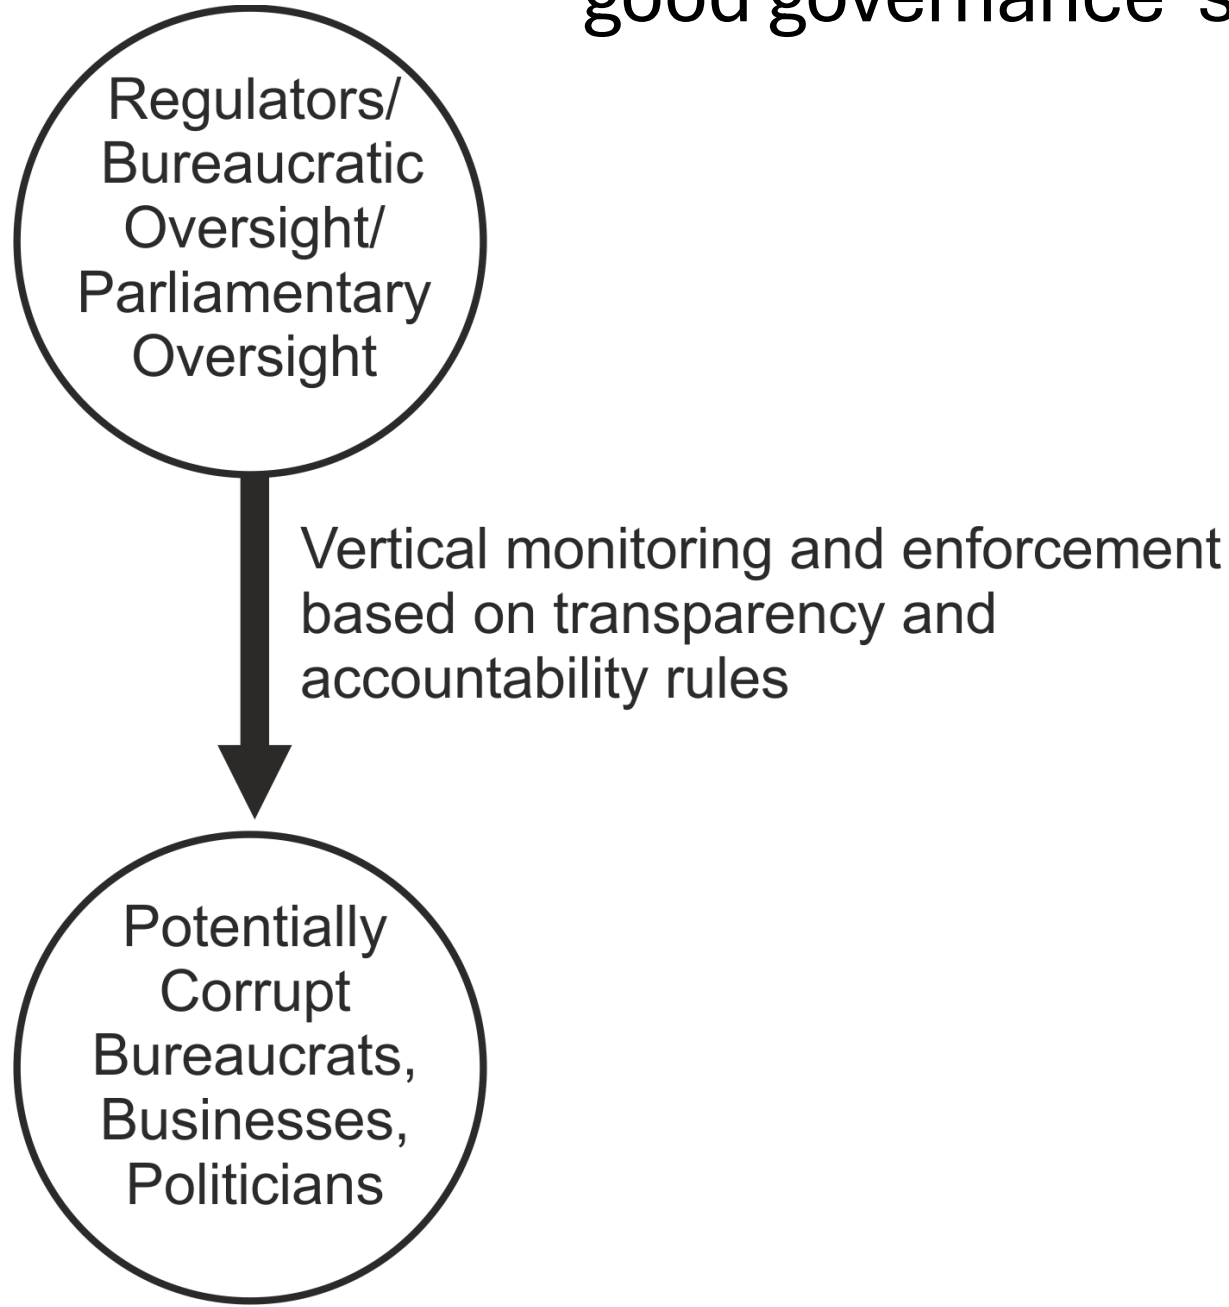 good governance s
Regulators/
Bureaucratic
Oversight/
Parliamentary
Oversight
Vertical monitoring and enforcement
based on transparency and
accountability rules
Potentially
Corrupt
Bureaucrats,
Businesses,
Politicians